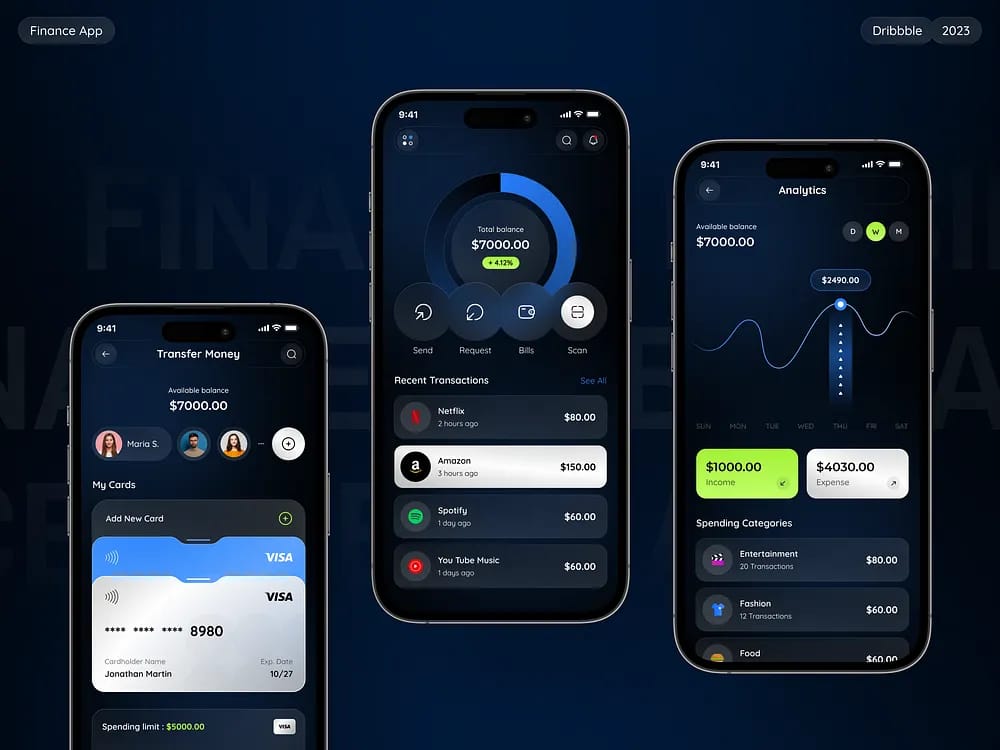 Finance App
Dribbble
2023
9:41
Transfer Money
Available balance
$7000.00
Maria S.
My Cards
Add New Card
VISA
VISA
**** **** **** 8980
Cardholder Name
Exp. Date
Jonathan Martin
10/27
Spending limit : $5000.00
VISA
9:41
Total balance
$7000.00
+ 4.12%
Send
Request
Bills
Scan
Recent Transactions
See All
Netflix
2 hours ago
$80.00
Amazon
3 hours ago
$150.00
Spotify
1 day ago
$60.00
You Tube Music
1 days ago
$60.00
9:41
Analytics
Available balance
$7000.00
D
W
M
$2490.00
SUN
MON
TUE
WED
THU
FRI
SAT
$1000.00
Income
$4030.00
Expense
Spending Categories
Entertainment
20 Transactions
$80.00
Fashion
12 Transactions
$60.00
Food
$60.00